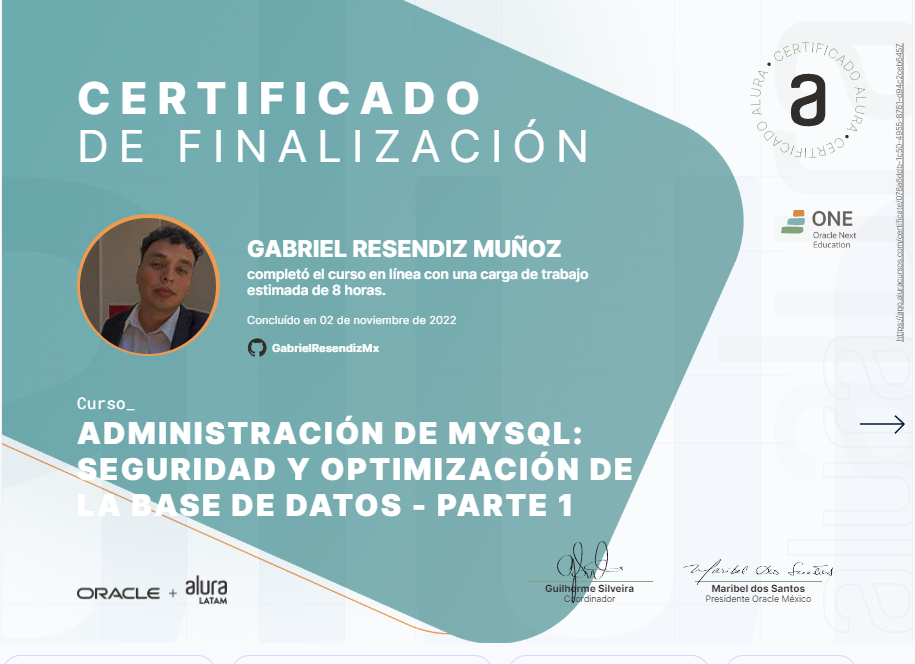 CERTIFICADO
DE FINALIZACIÓN
CERTIFICADO ALURA • CERTIFICADO ALURA •
a
ONE
Oracle Next
Education
GABRIEL RESENDIZ MUÑOZ
completó el curso en línea con una carga de trabajo
estimada de 8 horas.
Concluído en 02 de noviembre de 2022
GabrielResendizMx
Curso_
ADMINISTRACIÓN DE MYSQL:
SEGURIDAD Y OPTIMIZACIÓN DE
LA BASE DE DATOS - PARTE 1
ORACLE + alura
LATAM
Guilherme Silveira
Coordinador
Maribel dos Santos
Presidente Oracle México
alura